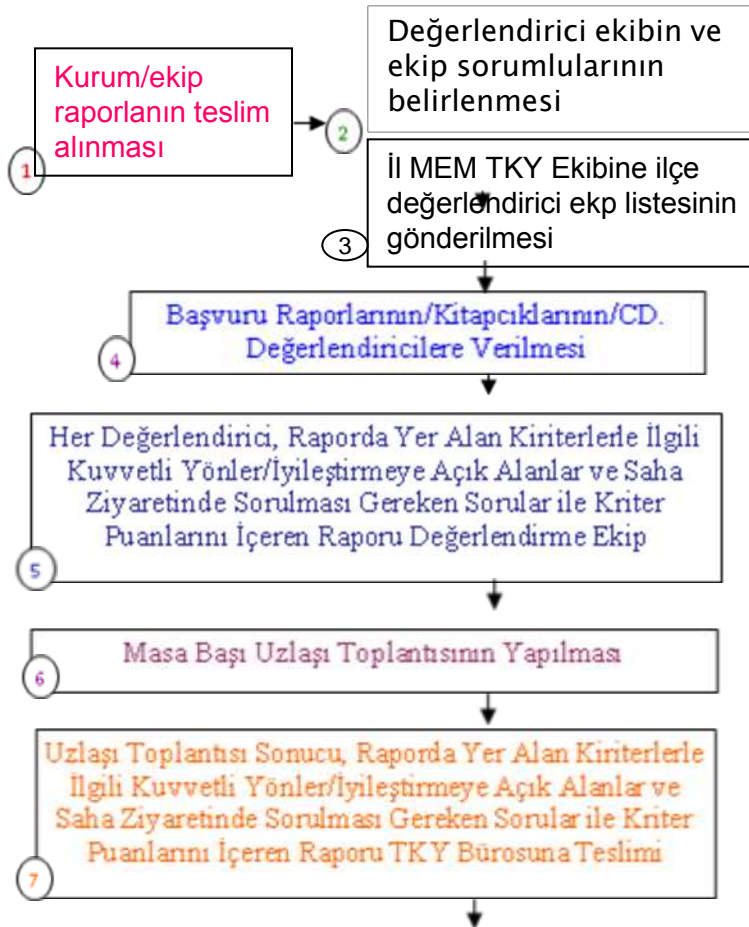 Kurum/ekip
raporlanın teslim
alınması
1
Değerlendirici ekibin ve
ekip sorumlularının
belirlenmesi
2
İl MEM TKY Ekibine ilçe
değerlendirici ekp listesinin
gönderilmesi
3
Başvuru Raporlarının/Kitapcıklarının/CD.
Değerlendiricilere Verilmesi
4
Her Değerlendirici, Raporda Yer Alan Kiriterlerle İlgili
Kuvvetli Yönler/İyileştirmeye Açık Alanlar ve Saha
Ziyaretinde Sorulması Gereken Sorular ile Kriter
Puanlarını İçeren Raporu Değerlendirme Ekip
5
Masa Başı Uzlaşı Toplantısının Yapılması
6
Uzlaşı Toplantısı Sonucu, Raporda Yer Alan Kiriterlerle
İlgili Kuvvetli Yönler/İyileştirmeye Açık Alanlar ve
Saha Ziyaretinde Sorulması Gereken Sorular ile Kriter
Puanlarını İçeren Raporu TKY Bürosuna Teslimi
7